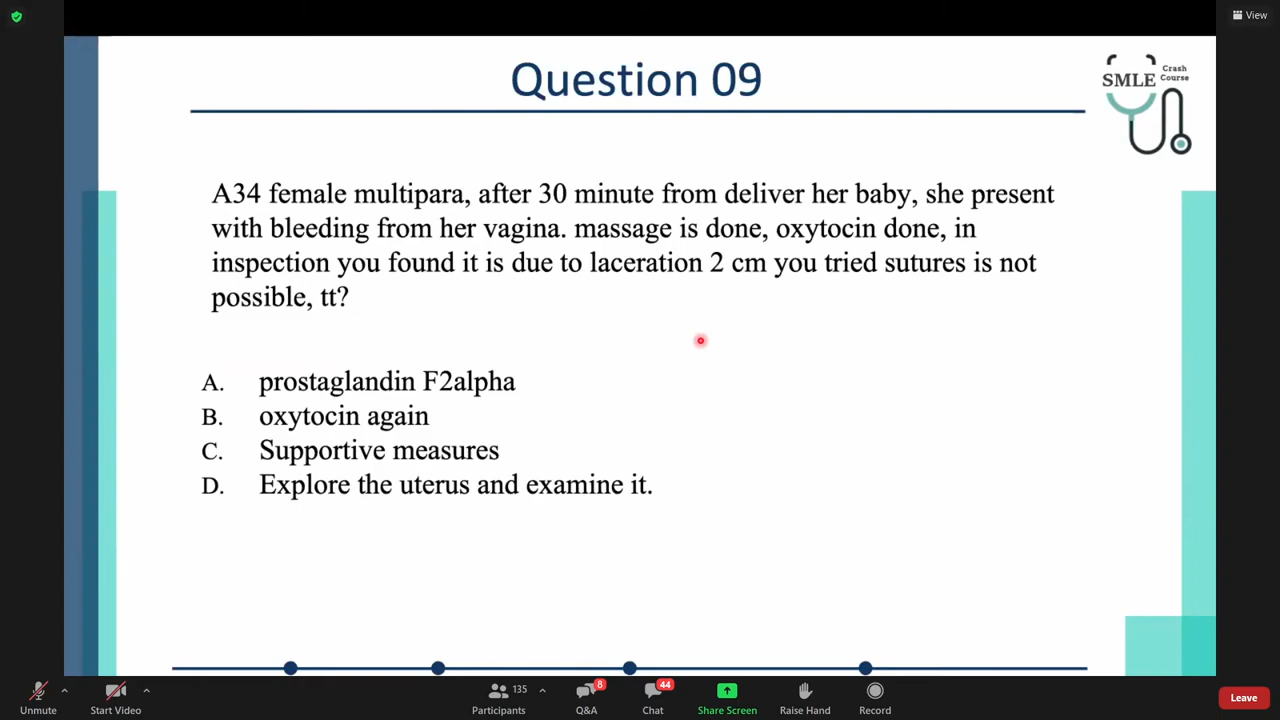 View
Question 09
Crash
SMLE Course
A34 female multipara, after 30 minute from deliver her baby, she present
with bleeding from her vagina. massage is done, oxytocin done, in
inspection you found it is due to laceration 2 cm you tried sutures is not
possible, tt?
A. prostaglandin F2alpha
B. oxytocin again
C. Supportive measures
D. Explore the uterus and examine it.
135
8
44
Unmute
Start Video
Participants
Q&A
Chat
Share Screen
Raise Hand
Record
Leave